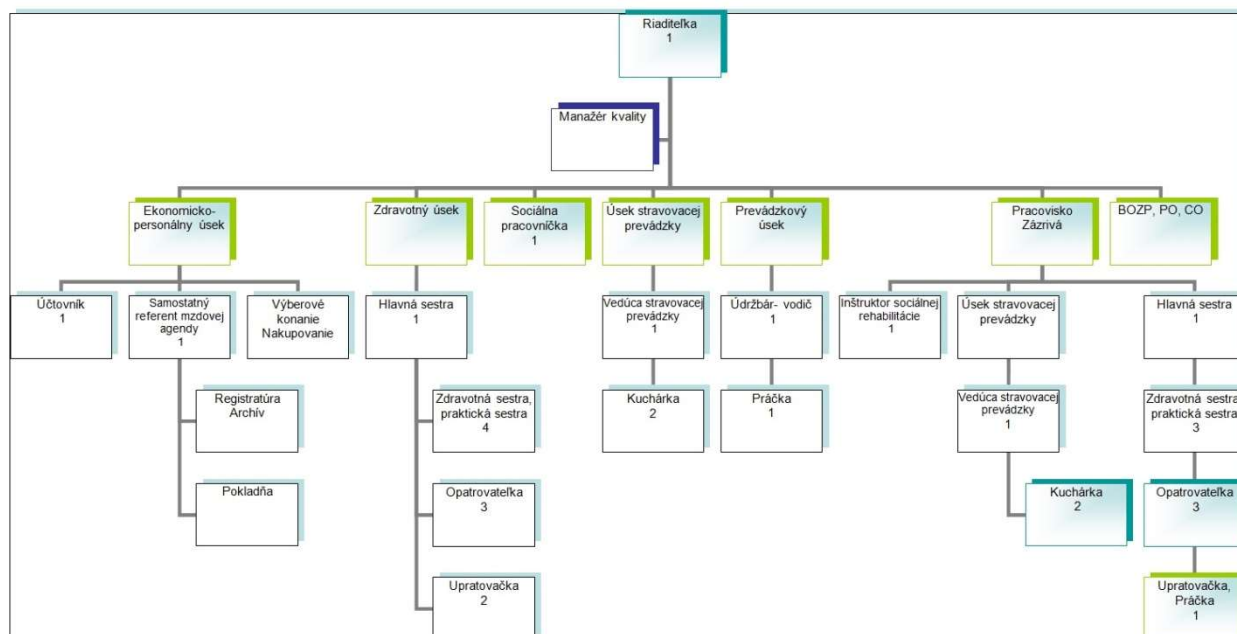 Riaditeľka
1
Manažér kvality
Ekonomicko-
personálny úsek
Zdravotný úsek
Sociálna
pracovníčka
1
Úsek stravovacej
prevádzky
Prevádzkový
úsek
Pracovisko
Zázrivá
BOZP, PO, CO
Účtovník
1
Samostatný
referent mzdovej
agendy
1
Výberové
konanie
Nakupovanie
Hlavná sestra
1
Vedúca stravovacej
prevádzky
1
Údržbár- vodič
1
Inštruktor sociálnej
rehabilitácie
1
Úsek stravovacej
prevádzky
Hlavná sestra
1
Registratúra
Archív
Zdravotná sestra,
praktická sestra
4
Kuchárka
2
Práčka
1
Vedúca stravovacej
prevádzky
1
Zdravotná sestra
praktická sestra
3
Pokladňa
Opatrovateľka
3
Kuchárka
2
Opatrovateľka
3
Upratovačka
2
Upratovačka,
Práčka
1